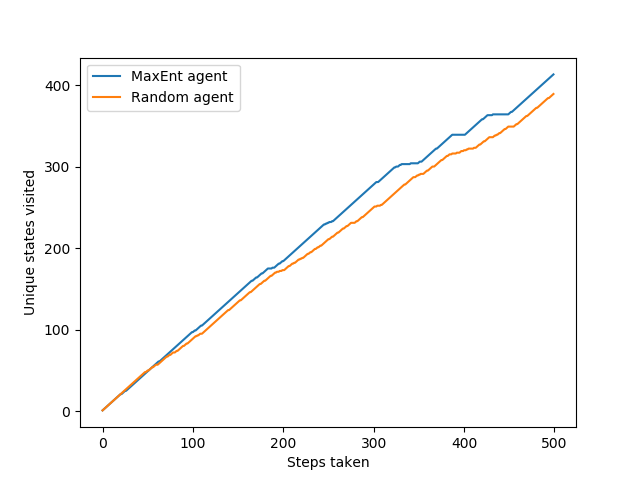 MaxEnt agent
Random agent
Unique states visited
400
300
200
100
0
0 100 200 300 400 500
Steps taken